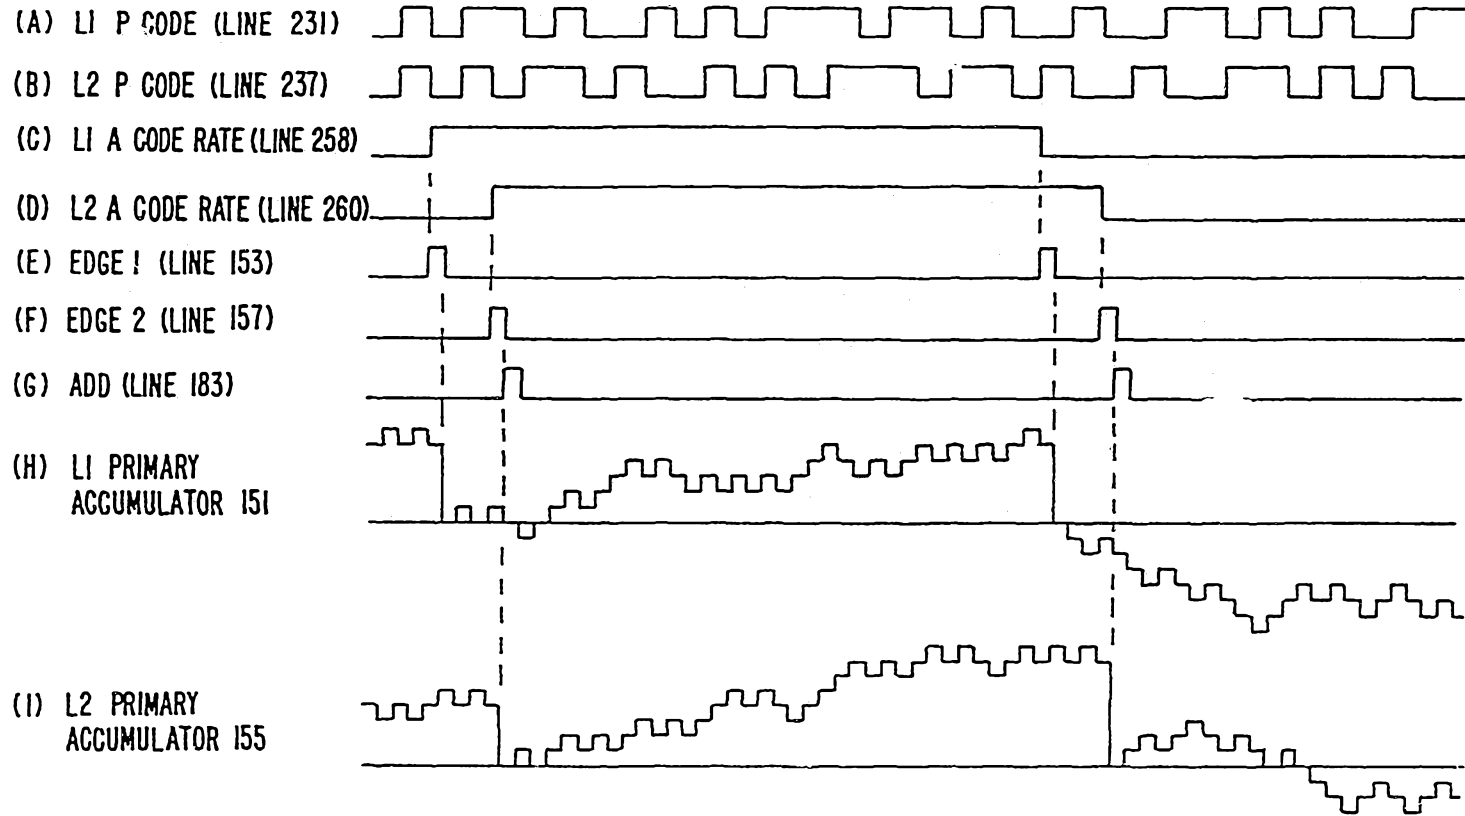 (A) L1 P CODE (LINE 231)
(B) L2 P CODE (LINE 237)
(C) L1 A CODE RATE (LINE 258)
(D) L2 A CODE RATE (LINE 260)
(E) EDGE 1 (LINE 153)
(F) EDGE 2 (LINE 157)
(G) ADD (LINE 183)
(H) L1 PRIMARY
ACCUMULATOR 151
(I) L2 PRIMARY
ACCUMULATOR 155